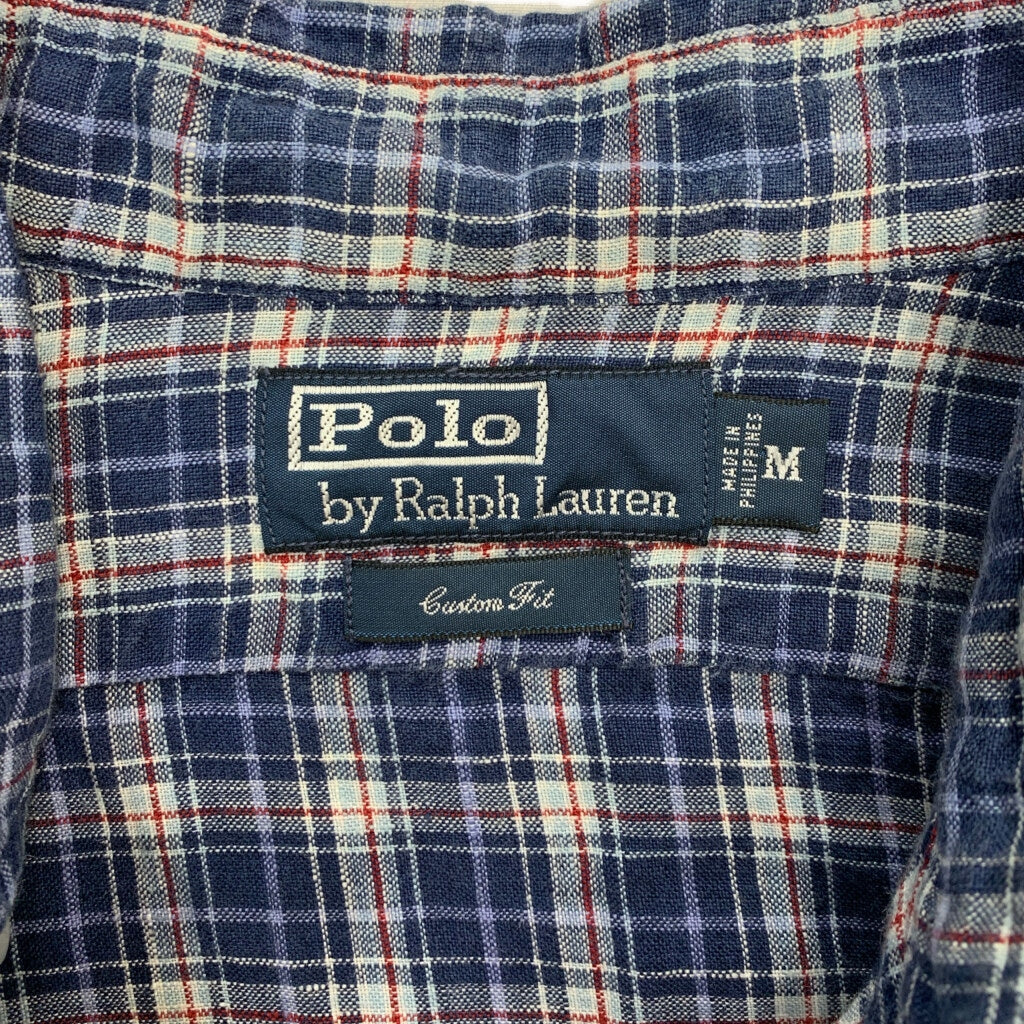 Polo
by Ralph Lauren
MADE IN
PHILIPPINES
M
Custom Fit